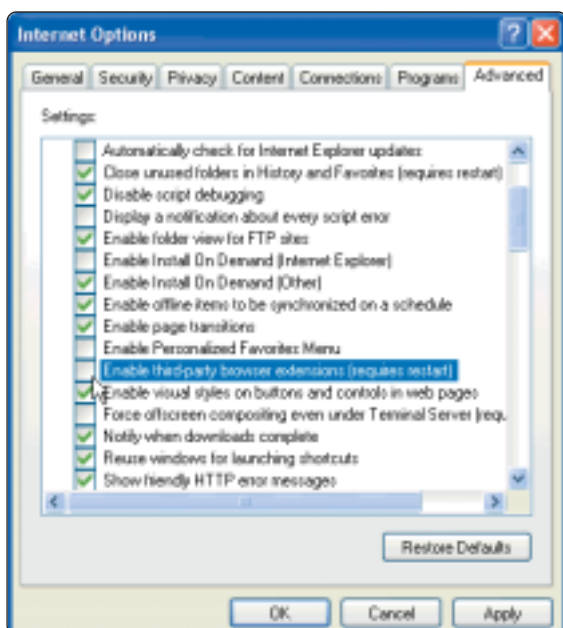 Internet Options
General Security Privacy Content Connections Programs Advanced
Settings:
Automatically check for Internet Explorer updates
Close unused folders in History and Favorites (requires restart)
Disable script debugging
Display a notification about every script error
Enable folder view for FTP sites
Enable Install On Demand (Internet Explorer)
Enable Install On Demand (Other)
Enable offline items to be synchronized on a schedule
Enable page transitions
Enable Personalized Favorites Menu
Enable third-party browser extensions (requires restart)
Enable visual styles on buttons and controls in web pages
Force offscreen compositing even under Terminal Server (requ
Notify when downloads complete
Reuse windows for launching shortcuts
Show friendly HTTP error messages
Restore Defaults
OK Cancel Apply